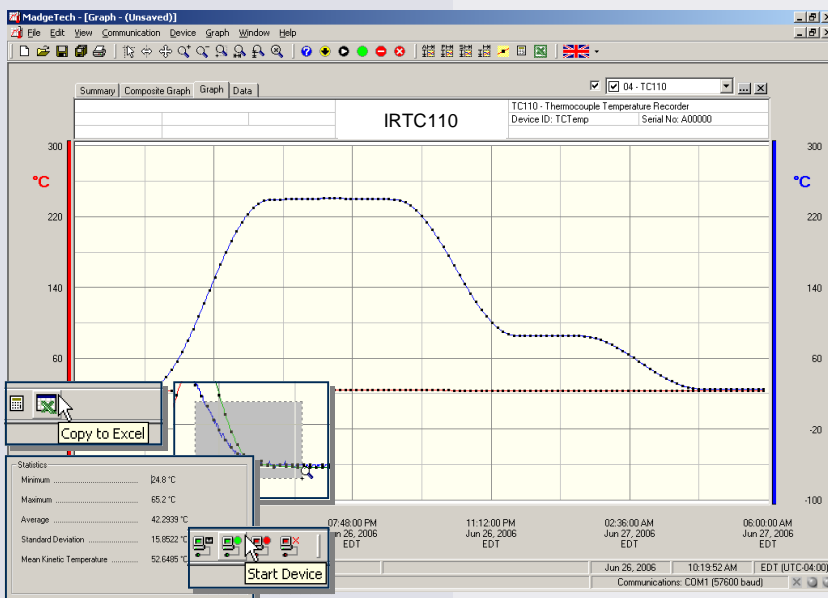 MadgeTech - [Graph - (Unsaved)]
File Edit View Communication Device Graph Window Help
Summary Composite Graph Graph Data
04 - TC110
IRTC110
TC110 - Thermocouple Temperature Recorder
Device ID: TCTemp Serial No: A00000
300
°C
220
140
60
300
°C
220
140
60
-20
-100
Copy to Excel
Statistics
Minimum 24.8 °C
Maximum 65.2 °C
Average 42.2939 °C
Standard Deviation 15.8522 °C
Mean Kinetic Temperature 52.6485 °C
Start Device
07:48:00 PM
Jun 26, 2006
EDT
11:12:00 PM
Jun 26, 2006
EDT
02:36:00 AM
Jun 27, 2006
EDT
06:00:00 AM
Jun 27, 2006
EDT
Jun 26, 2006 10:19:52 AM EDT (UTC-04:00)
Communications: COM1 (57600 baud)